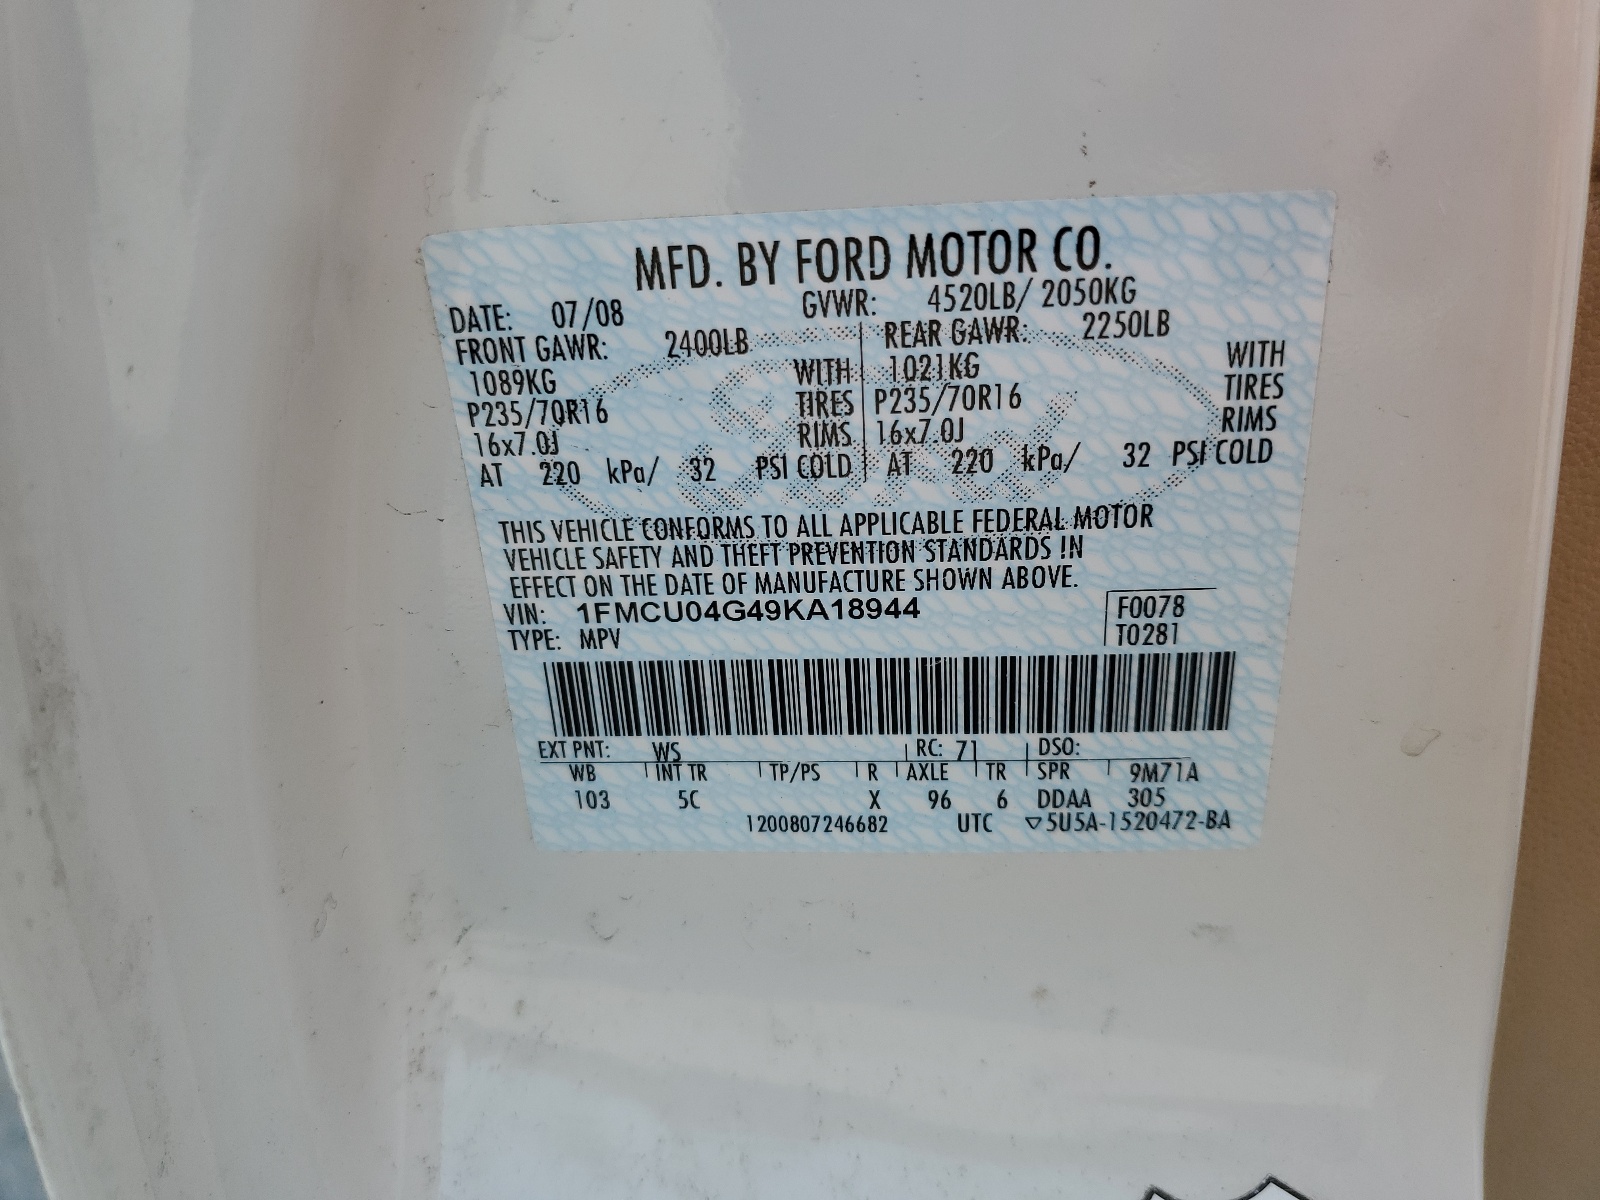 MFD. BY FORD MOTOR CO.
DATE: 07/08 GVWR: 4520LB/ 2050KG
FRONT GAWR: 2400LB REAR GAWR: 2250LB
1089KG WITH 1021KG WITH
P235/70R16 TIRES P235/70R16 TIRES
16x7.0J RIMS 16x7.0J RIMS
AT 220 kPa/ 32 PSI COLD AT 220 kPa/ 32 PSI COLD
THIS VEHICLE CONFORMS TO ALL APPLICABLE FEDERAL MOTOR
VEHICLE SAFETY AND THEFT PREVENTION STANDARDS IN
EFFECT ON THE DATE OF MANUFACTURE SHOWN ABOVE.
VIN: 1FMCU04G49KA18944 F0078
TYPE: MPV T0281
EXT PNT: WS RC: 71 DSO:
WB INT TR TP/PS R AXLE TR SPR 9M71A
103 5C X 96 6 DDAA 305
1200807246682 UTC ▽5U5A-1520472-BA